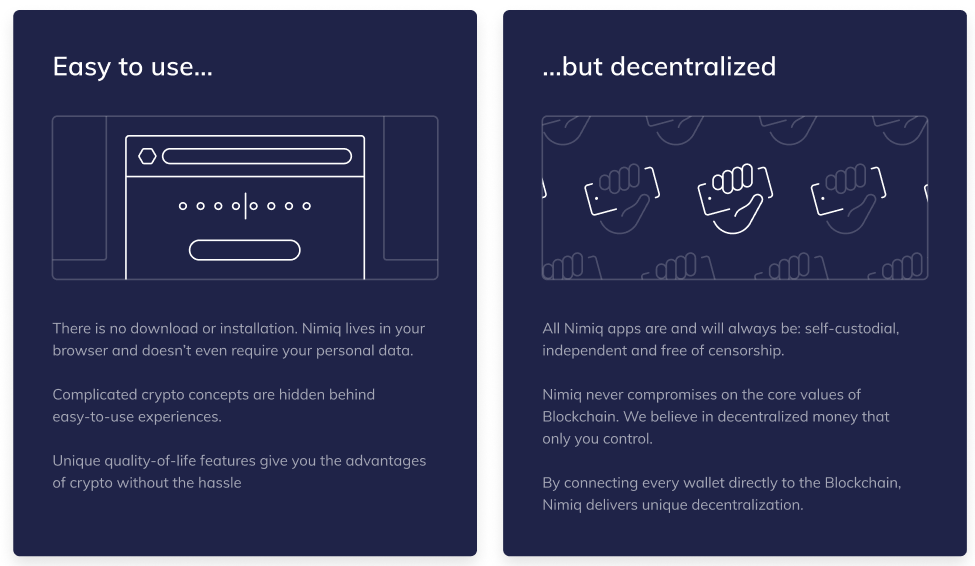 Easy to use...
There is no download or installation. Nimiq lives in your
browser and doesn't even require your personal data.
Complicated crypto concepts are hidden behind
easy-to-use experiences.
Unique quality-of-life features give you the advantages
of crypto without the hassle
...but decentralized
All Nimiq apps are and will always be: self-custodial,
independent and free of censorship.
Nimiq never compromises on the core values of
Blockchain. We believe in decentralized money that
only you control.
By connecting every wallet directly to the Blockchain,
Nimiq delivers unique decentralization.